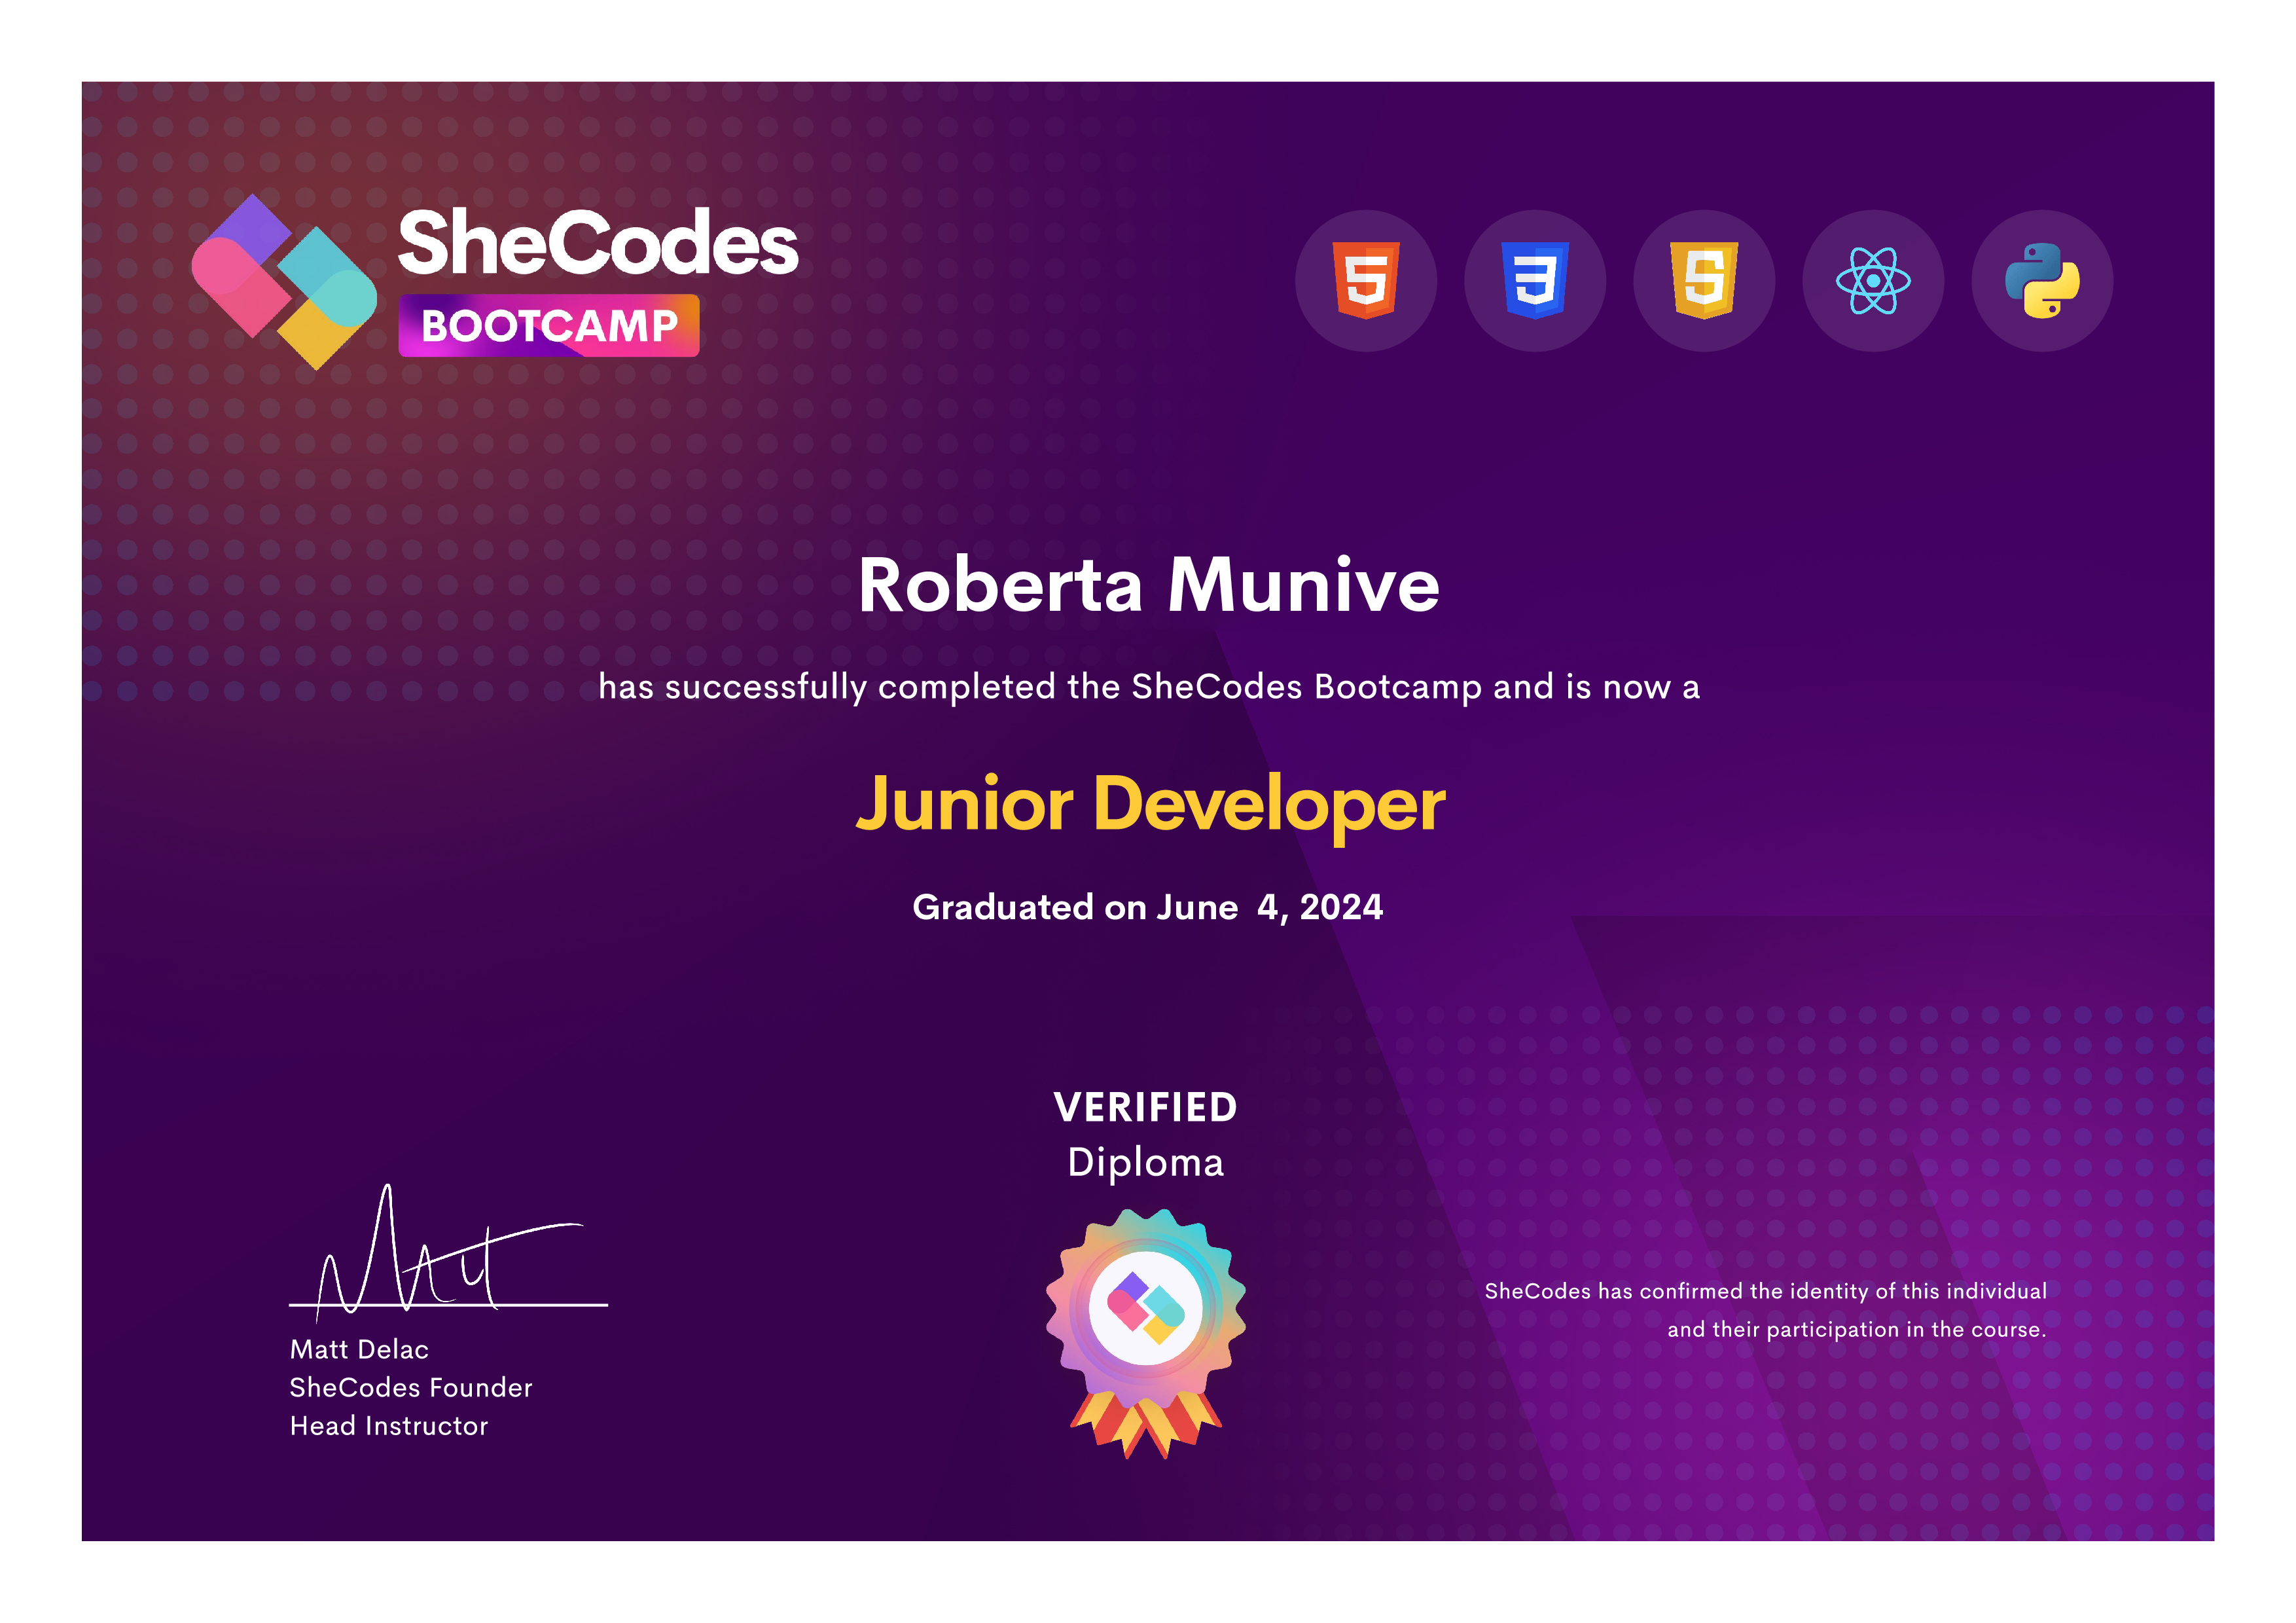 SheCodes
BOOTCAMP
Roberta Munive
has successfully completed the SheCodes Bootcamp and is now a
Junior Developer
Graduated on June  4, 2024
VERIFIED
Diploma
Matt Delac
SheCodes Founder
Head Instructor
SheCodes has confirmed the identity of this individual
and their participation in the course.